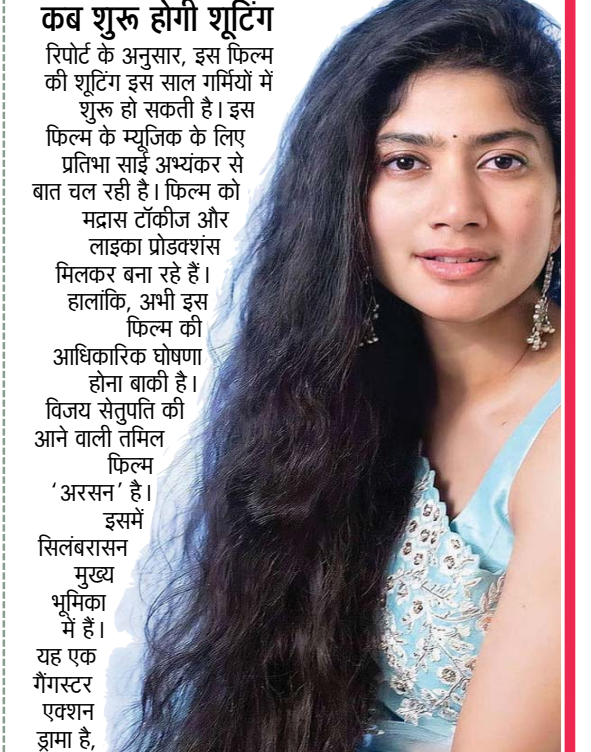 कब शुरू होगी शूटिंग
रिपोर्ट के अनुसार, इस फिल्म
की शूटिंग इस साल गर्मियों में
शुरू हो सकती है। इस
फिल्म के म्यूजिक के लिए
प्रतिभा साई अभ्यंकर से
बात चल रही है। फिल्म को
मद्रास टॉकीज और
लाइका प्रोडक्शंस
मिलकर बना रहे हैं।
हालांकि, अभी इस
फिल्म की
आधिकारिक घोषणा
होना बाकी है।
विजय सेतुपति की
आने वाली तमिल
फिल्म
‘अरसन’ है।
इसमें
सिलंबरासन
मुख्य
भूमिका
में हैं।
यह एक
गैंगस्टर
एक्शन
ड्रामा है,